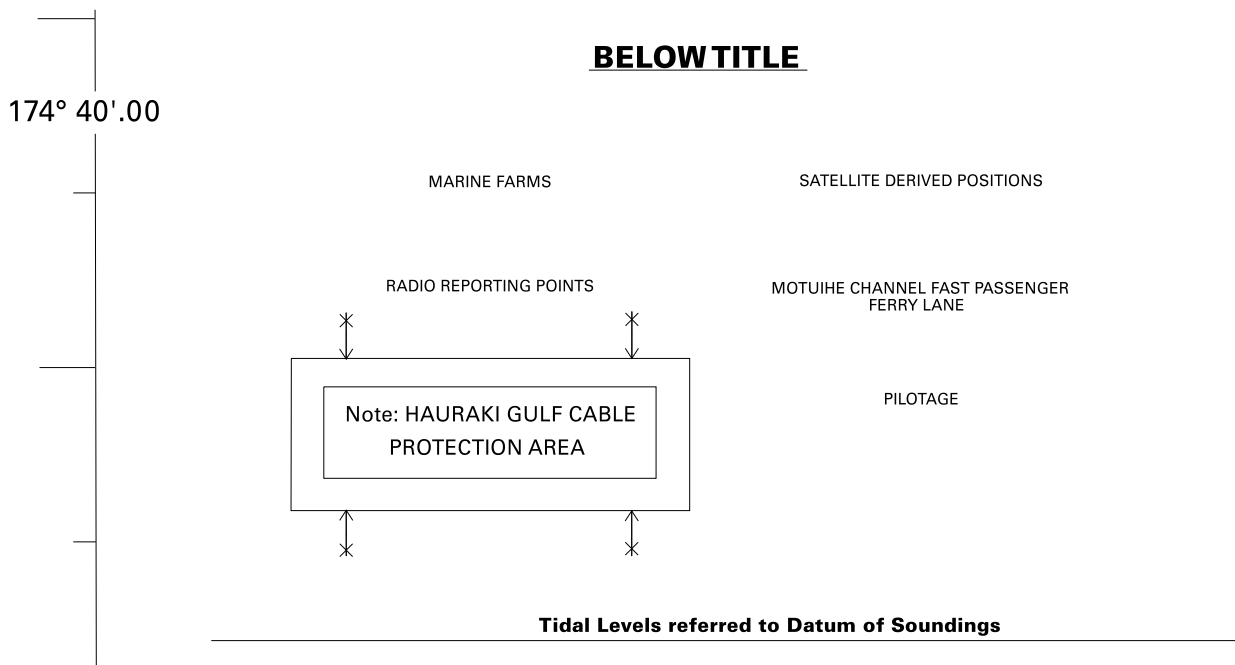 BELOW TITLE
174° 40'.00
MARINE FARMS
SATELLITE DERIVED POSITIONS
RADIO REPORTING POINTS
MOTUIHE CHANNEL FAST PASSENGER
FERRY LANE
PILOTAGE
Note: HAURAKI GULF CABLE
PROTECTION AREA
Tidal Levels referred to Datum of Soundings